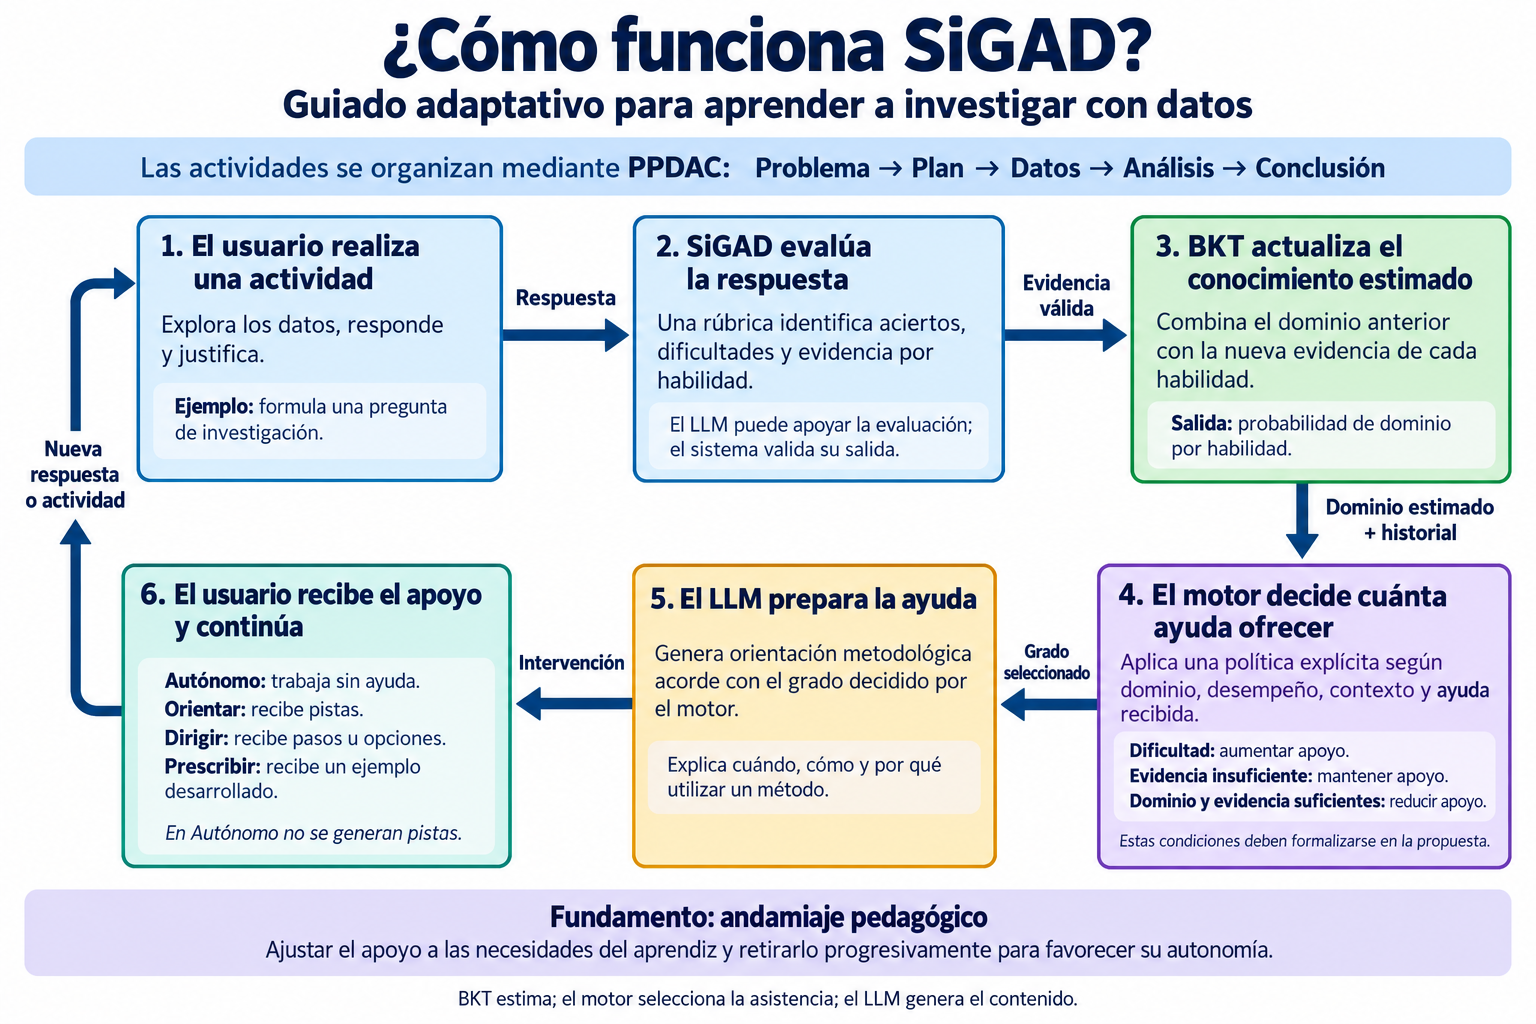 ¿Cómo funciona SiGAD?
Guiado adaptativo para aprender a investigar con datos
Las actividades se organizan mediante PPDAC: Problema → Plan → Datos → Análisis → Conclusión
1. El usuario realiza
una actividad
Explora los datos, responde
y justifica.
Ejemplo: formula una pregunta
de investigación.
Respuesta
2. SiGAD evalúa
la respuesta
Una rúbrica identifica aciertos,
dificultades y evidencia por
habilidad.
El LLM puede apoyar la evaluación;
el sistema valida su salida.
Evidencia
válida
3. BKT actualiza el
conocimiento estimado
Combina el dominio anterior
con la nueva evidencia de cada
habilidad.
Salida: probabilidad de dominio
por habilidad.
Dominio estimado
+ historial
4. El motor decide cuánta
ayuda ofrecer
Aplica una política explícita según
dominio, desempeño, contexto y ayuda
recibida.
Dificultad: aumentar apoyo.
Evidencia insuficiente: mantener apoyo.
Dominio y evidencia suficientes: reducir apoyo.
Estas condiciones deben formalizarse en la propuesta.
Grado
seleccionado
5. El LLM prepara la ayuda
Genera orientación metodológica
acorde con el grado decidido por
el motor.
Explica cuándo, cómo y por qué
utilizar un método.
Intervención
6. El usuario recibe el apoyo
y continúa
Autónomo: trabaja sin ayuda.
Orientar: recibe pistas.
Dirigir: recibe pasos u opciones.
Prescribir: recibe un ejemplo
desarrollado.
En Autónomo no se generan pistas.
Nueva
respuesta
o actividad
Fundamento: andamiaje pedagógico
Ajustar el apoyo a las necesidades del aprendiz y retirarlo progresivamente para favorecer su autonomía.
BKT estima; el motor selecciona la asistencia; el LLM genera el contenido.